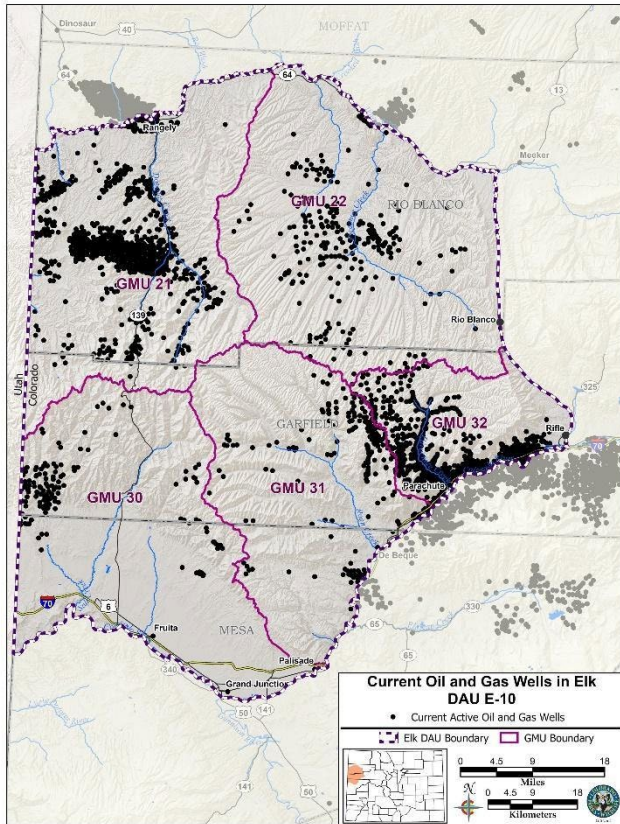 MOFFAT
Dinosaur
40
64
64
13
Rangely
Meeker
GMU 22
RIO BLANCO
GMU 21
139
Rio Blanco
Utah
Colorado
325
GARFIELD
GMU 32
Rifle
70
GMU 30
GMU 31
Parachute
De Beque
70
6
330
65
65
Fruita
MESA
Palisade
340
Grand Junction
141
50
141
50
Current Oil and Gas Wells in Elk
DAU E-10
Current Active Oil and Gas Wells
Elk DAU Boundary GMU Boundary
0 4.5 9 18
Miles
N
0 4.5 9 18
Kilometers